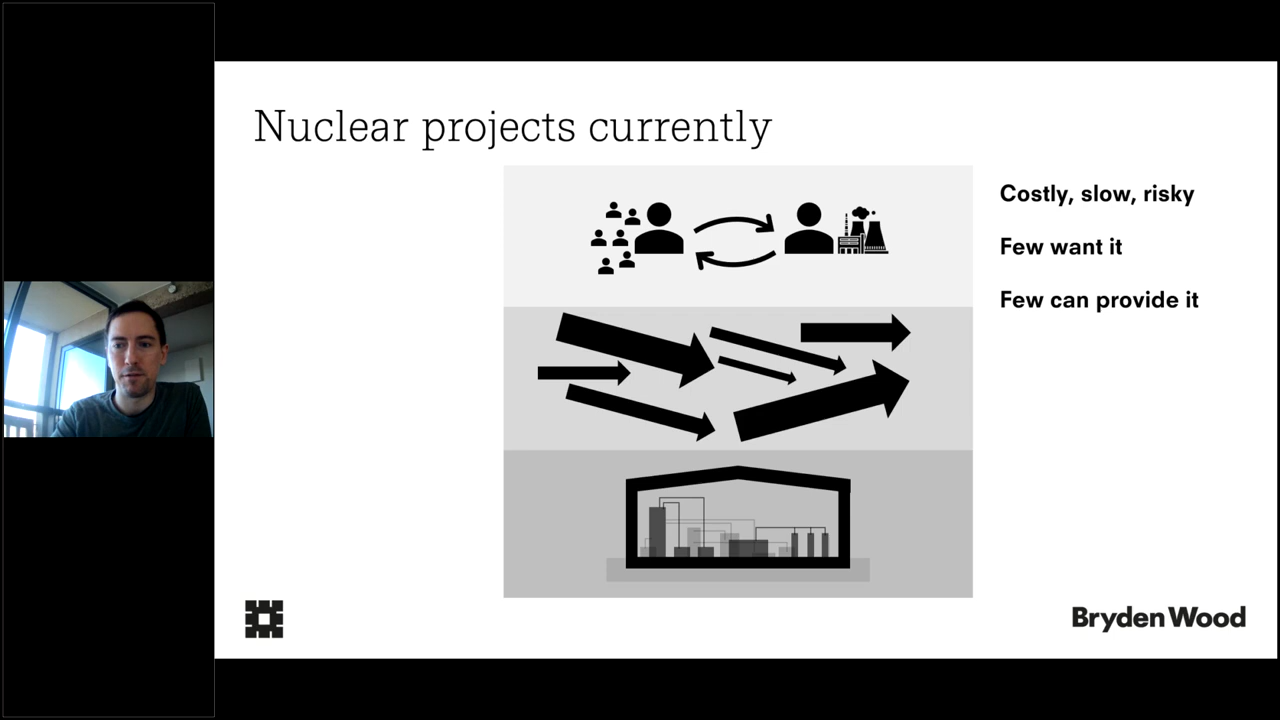 Nuclear projects currently
Costly, slow, risky
Few want it
Few can provide it
Bryden Wood